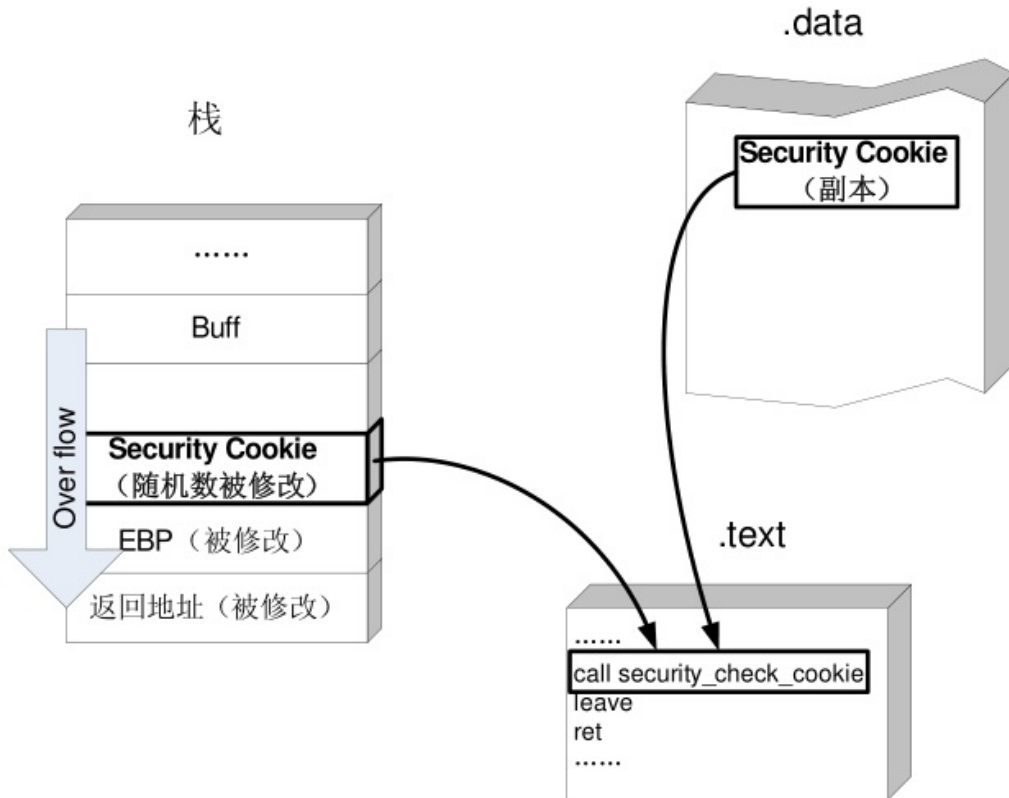 .data
栈
Security Cookie
（副本）
……
Buff
Over flow
Security Cookie
（随机数被修改）
EBP（被修改）
返回地址（被修改）
.text
……
call security_check_cookie
leave
ret
……